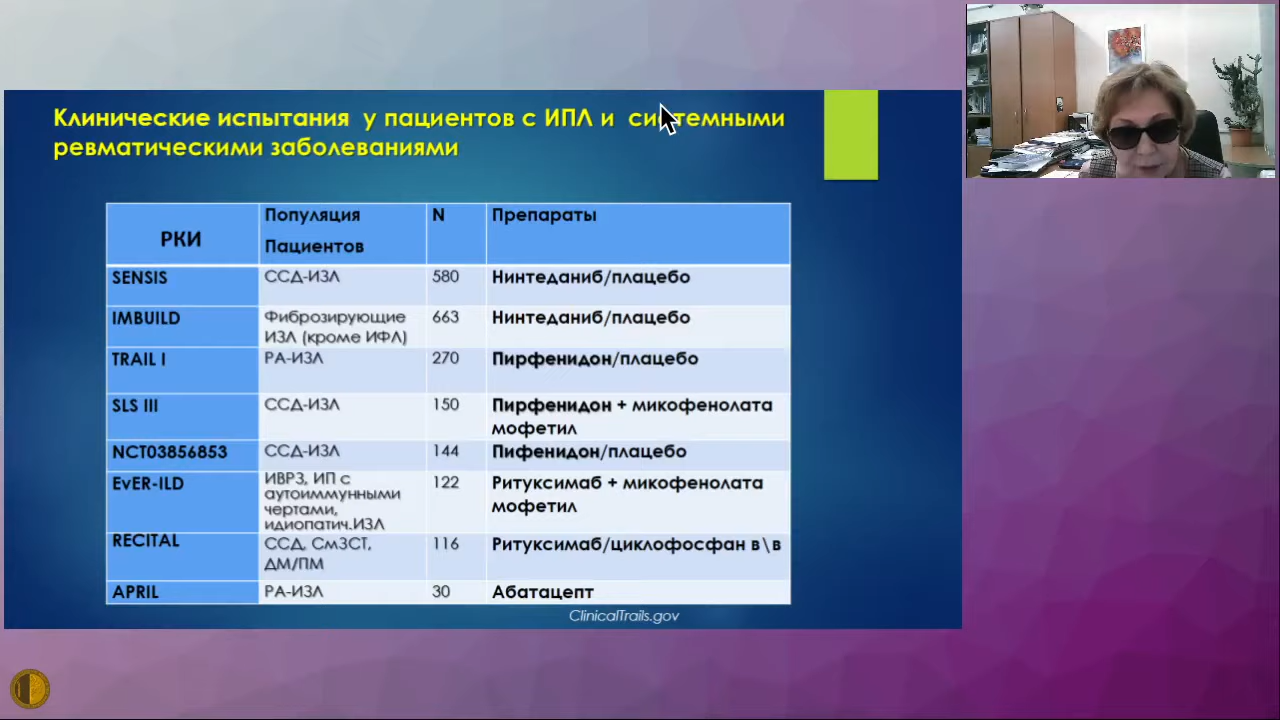 Клинические испытания у пациентов с ИПЛ и системными
ревматическими заболеваниями
РКИ
Популяция
Пациентов
N
Препараты
SENSIS
ССД-ИЗЛ
580
Нинтеданиб/плацебо
IMBUILD
Фиброзирующие
ИЗЛ (кроме ИФЛ)
663
Нинтеданиб/плацебо
TRAIL I
РА-ИЗЛ
270
Пирфенидон/плацебо
SLS III
ССД-ИЗЛ
150
Пирфенидон + микофенолата
мофетил
NCT03856853
ССД-ИЗЛ
144
Пифенидон/плацебо
EvER-ILD
ИВРЗ, ИП с
аутоиммунными
чертами,
идиопатич.ИЗЛ
122
Ритуксимаб + микофенолата
мофетил
RECITAL
ССД, СмЗСТ,
ДМ/ПМ
116
Ритуксимаб/циклофосфан в\в
APRIL
РА-ИЗЛ
30
Абатацепт
ClinicalTrails.gov